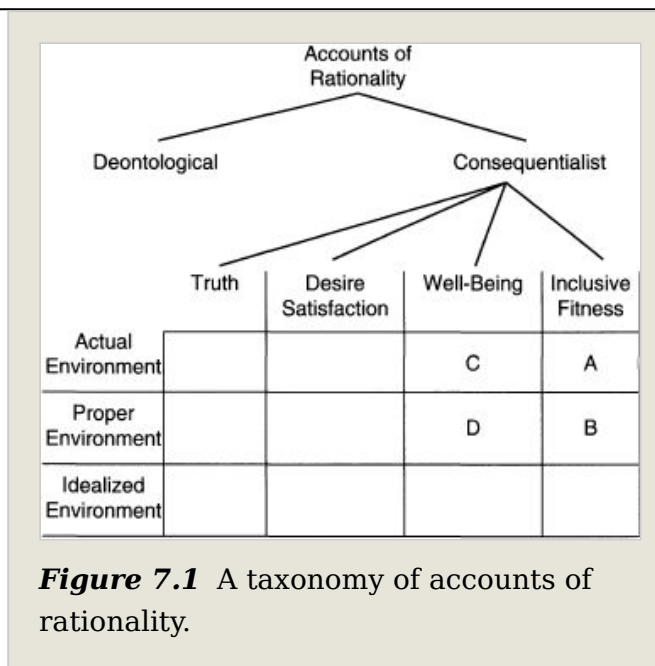 Accounts of
Rationality
Deontological
Consequentialist
Truth
Desire
Satisfaction
Well-Being
Inclusive
Fitness
Actual
Environment
C
A
Proper
Environment
D
B
Idealized
Environment
Figure 7.1 A taxonomy of accounts of
rationality.